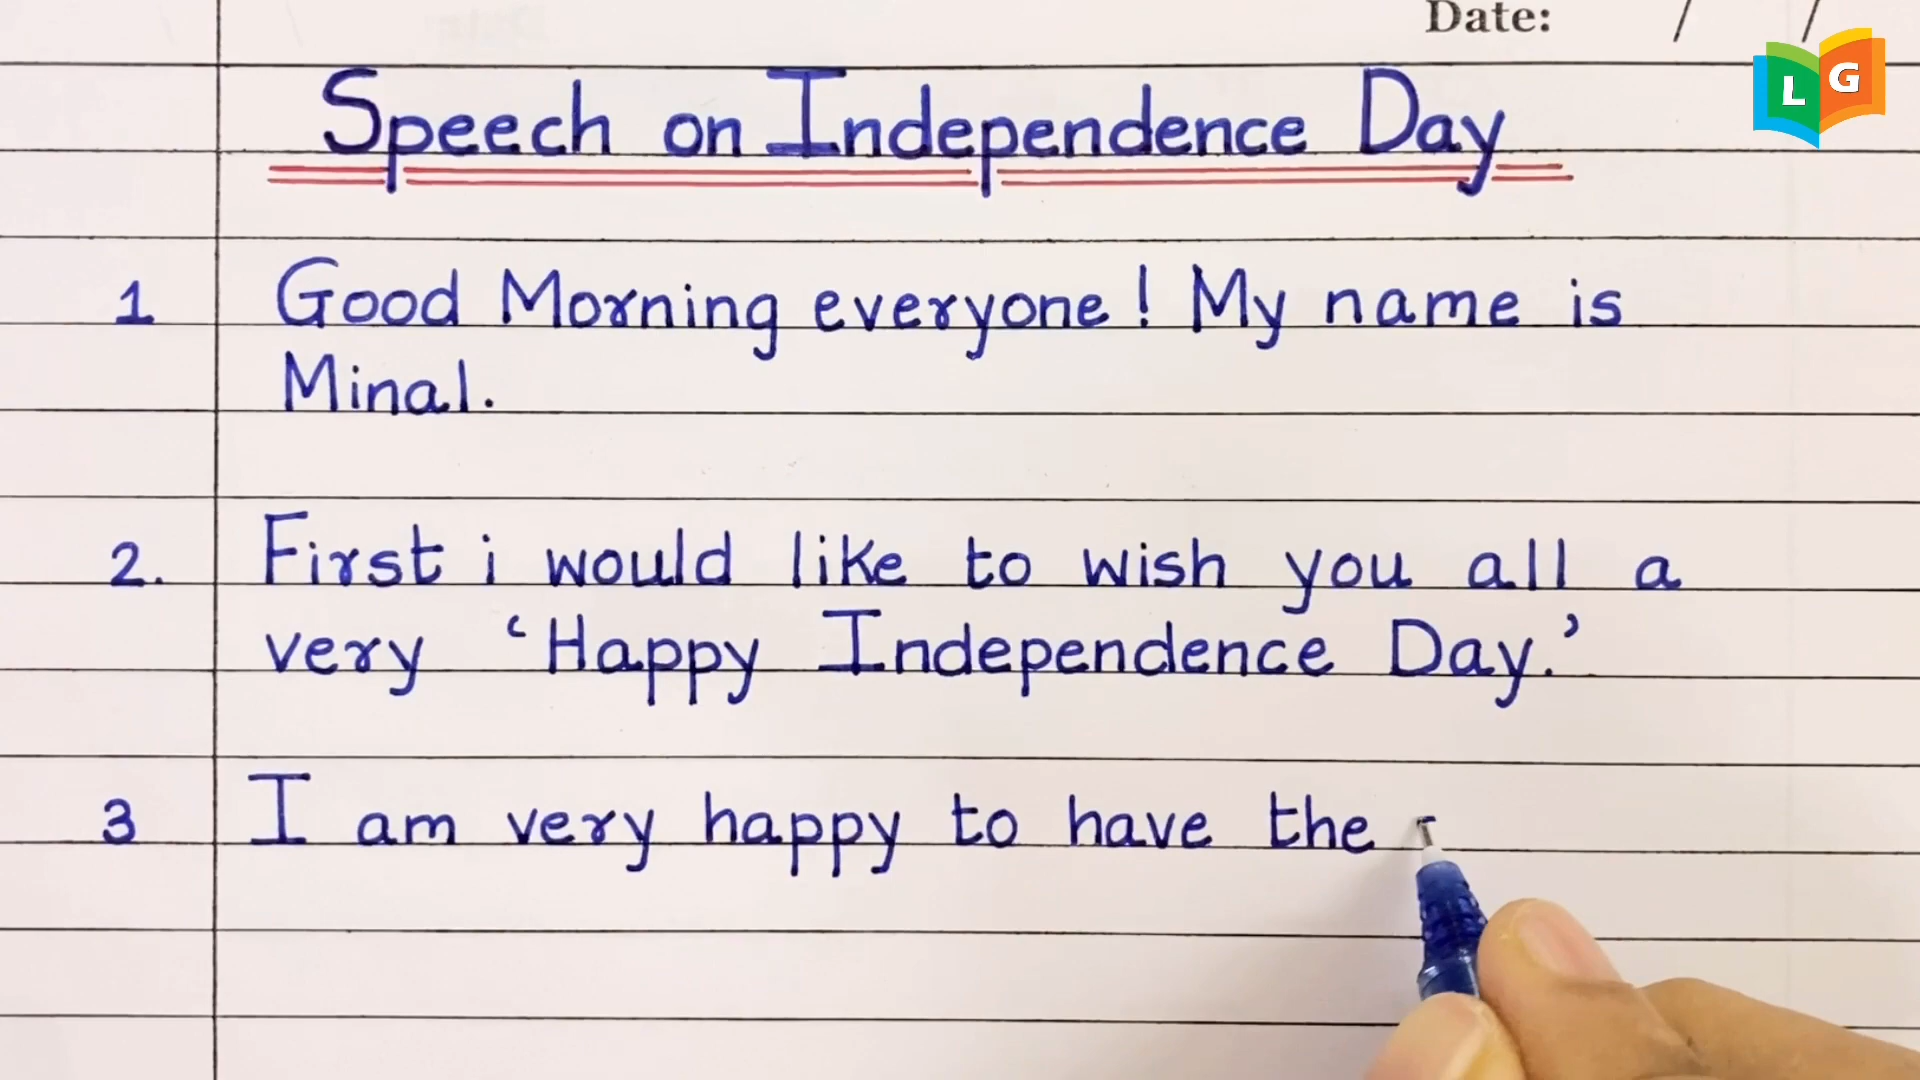 Date: / /
L G
Speech on Independence Day
1 Good Morning everyone! My name is
Minal.
2. First i would like to wish you all a
very ‘Happy Independence Day.’
3 I am very happy to have the